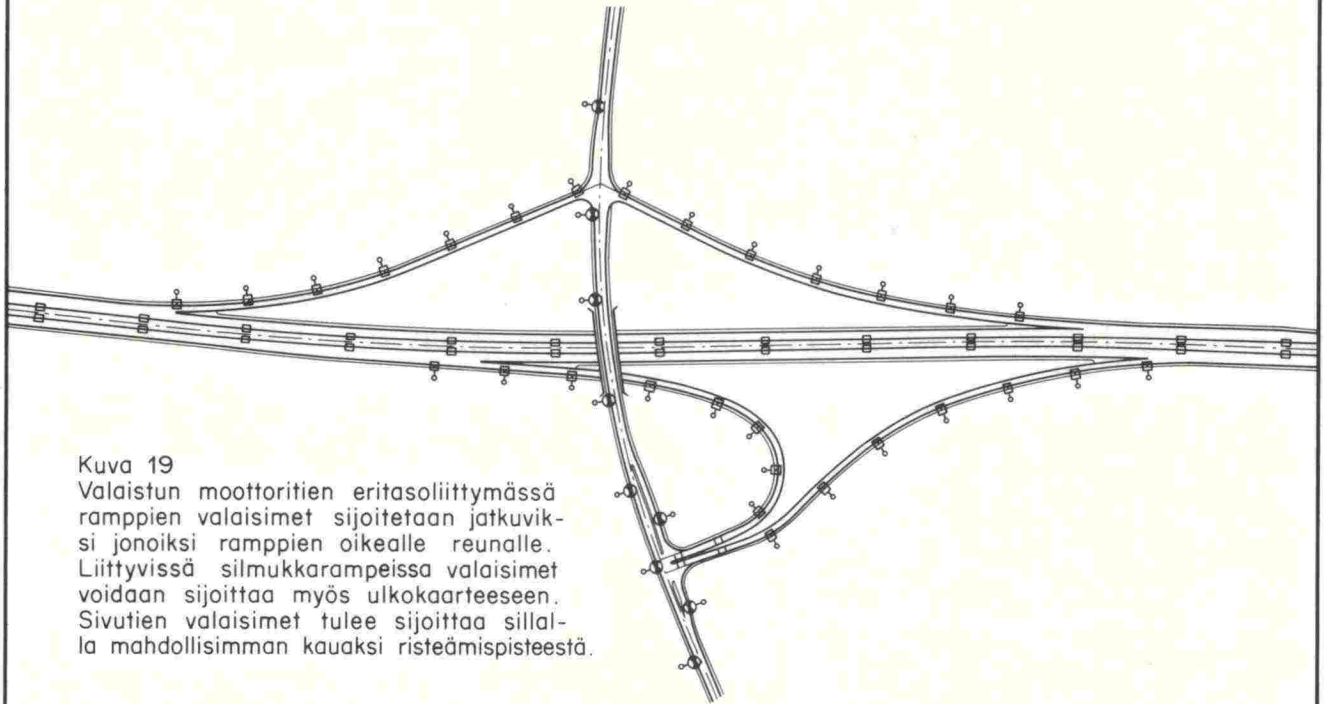 Kuva 19
Valaistun moottoritien eritasoliittymässä
ramppien valaisimet sijoitetaan jatkuvik-
si jonoiksi ramppien oikealle reunalle.
Liittyvissä silmukkarampeissa valaisimet
voidaan sijoittaa myös ulkokaarteeseen.
Sivutien valaisimet tulee sijoittaa sillal-
la mahdollisimman kauaksi risteämispisteestä.